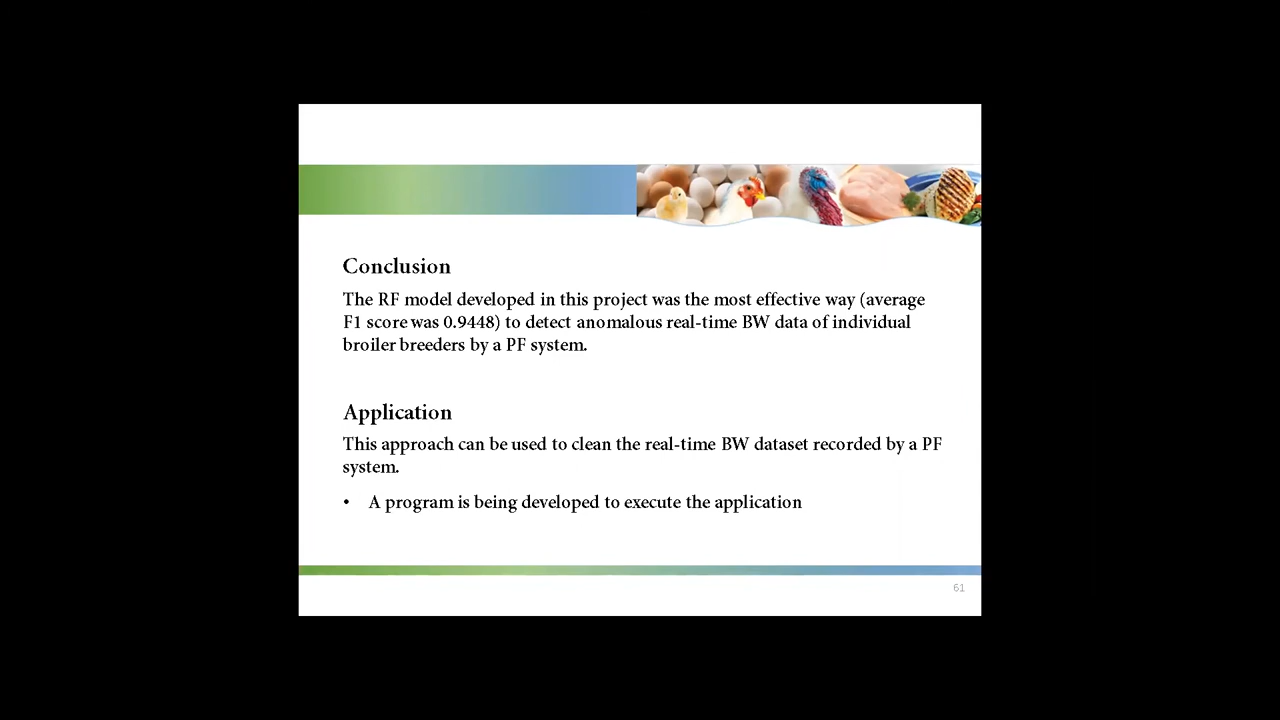 Conclusion
The RF model developed in this project was the most effective way (average
F1 score was 0.9448) to detect anomalous real-time BW data of individual
broiler breeders by a PF system.
Application
This approach can be used to clean the real-time BW dataset recorded by a PF
system.
• A program is being developed to execute the application
61